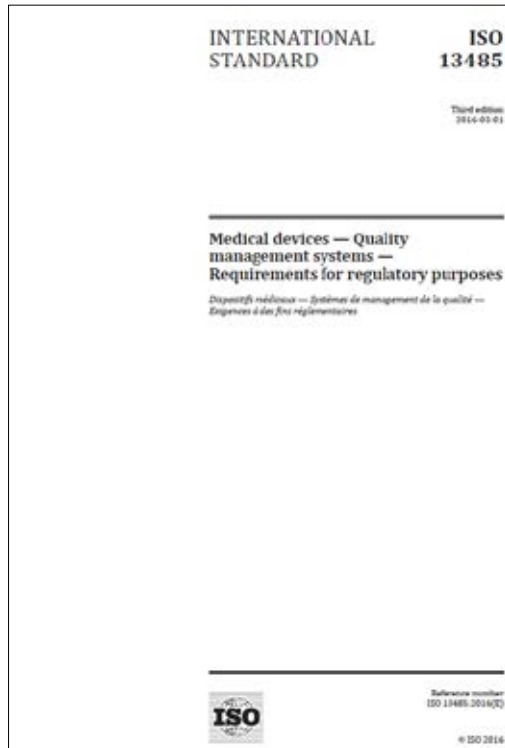 INTERNATIONAL STANDARD
ISO 13485
Third edition
2016-03-01
Medical devices — Quality
management systems —
Requirements for regulatory purposes
Dispositifs médicaux — Systèmes de management de la qualité —
Exigences à des fins réglementaires
ISO
Reference number
ISO 13485:2016(E)
© ISO 2016